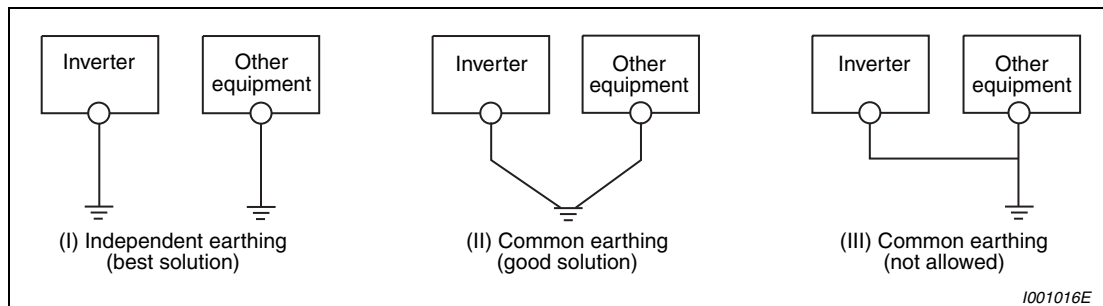 Inverter
Other
equipment
Inverter
Other
equipment
Inverter
Other
equipment
(I) Independent earthing
(best solution)
(II) Common earthing
(good solution)
(III) Common earthing
(not allowed)
I001016E